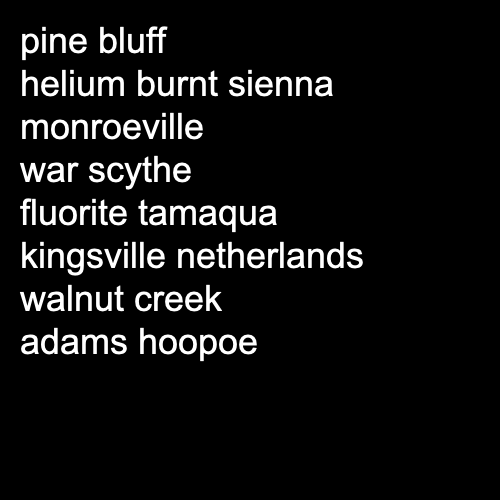 pine bluff
helium burnt sienna
monroeville
war scythe
fluorite tamaqua
kingsville netherlands
walnut creek
adams hoopoe